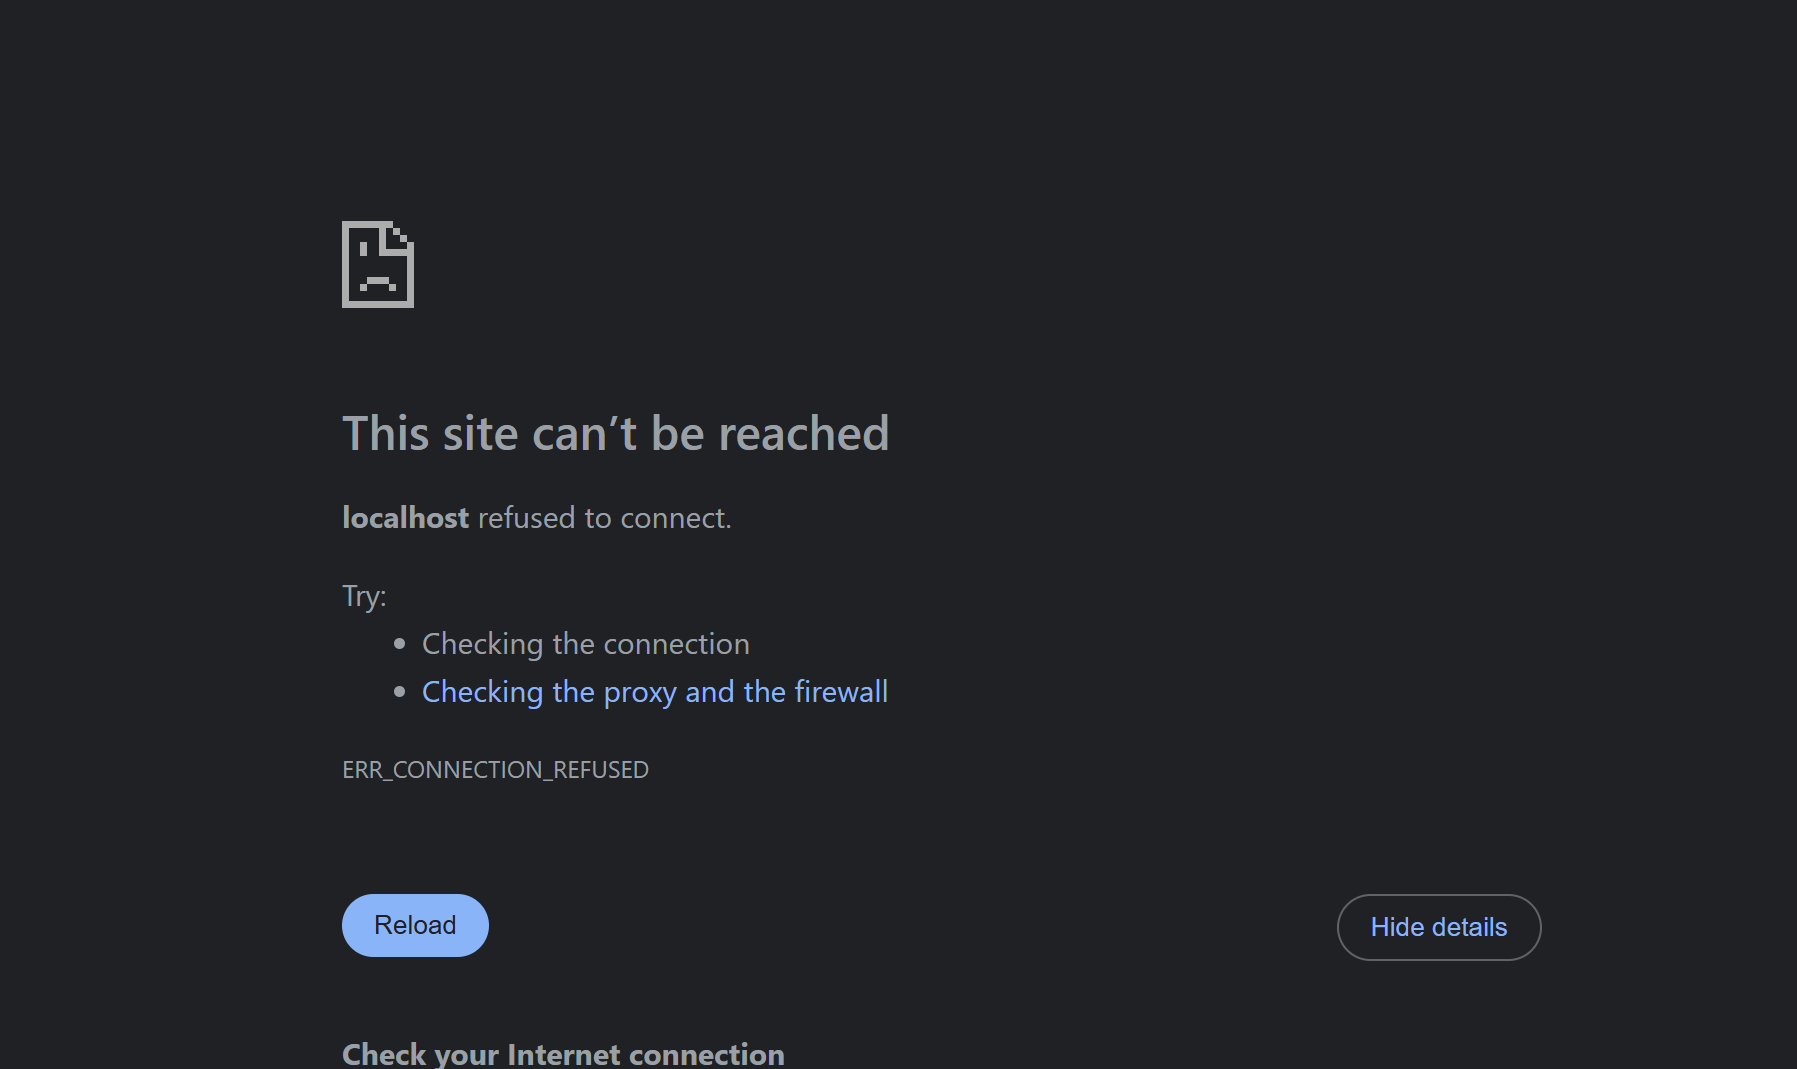 This site can’t be reached
localhost refused to connect.
Try:
Checking the connection
Checking the proxy and the firewall
ERR_CONNECTION_REFUSED
Reload
Hide details
Check your Internet connection